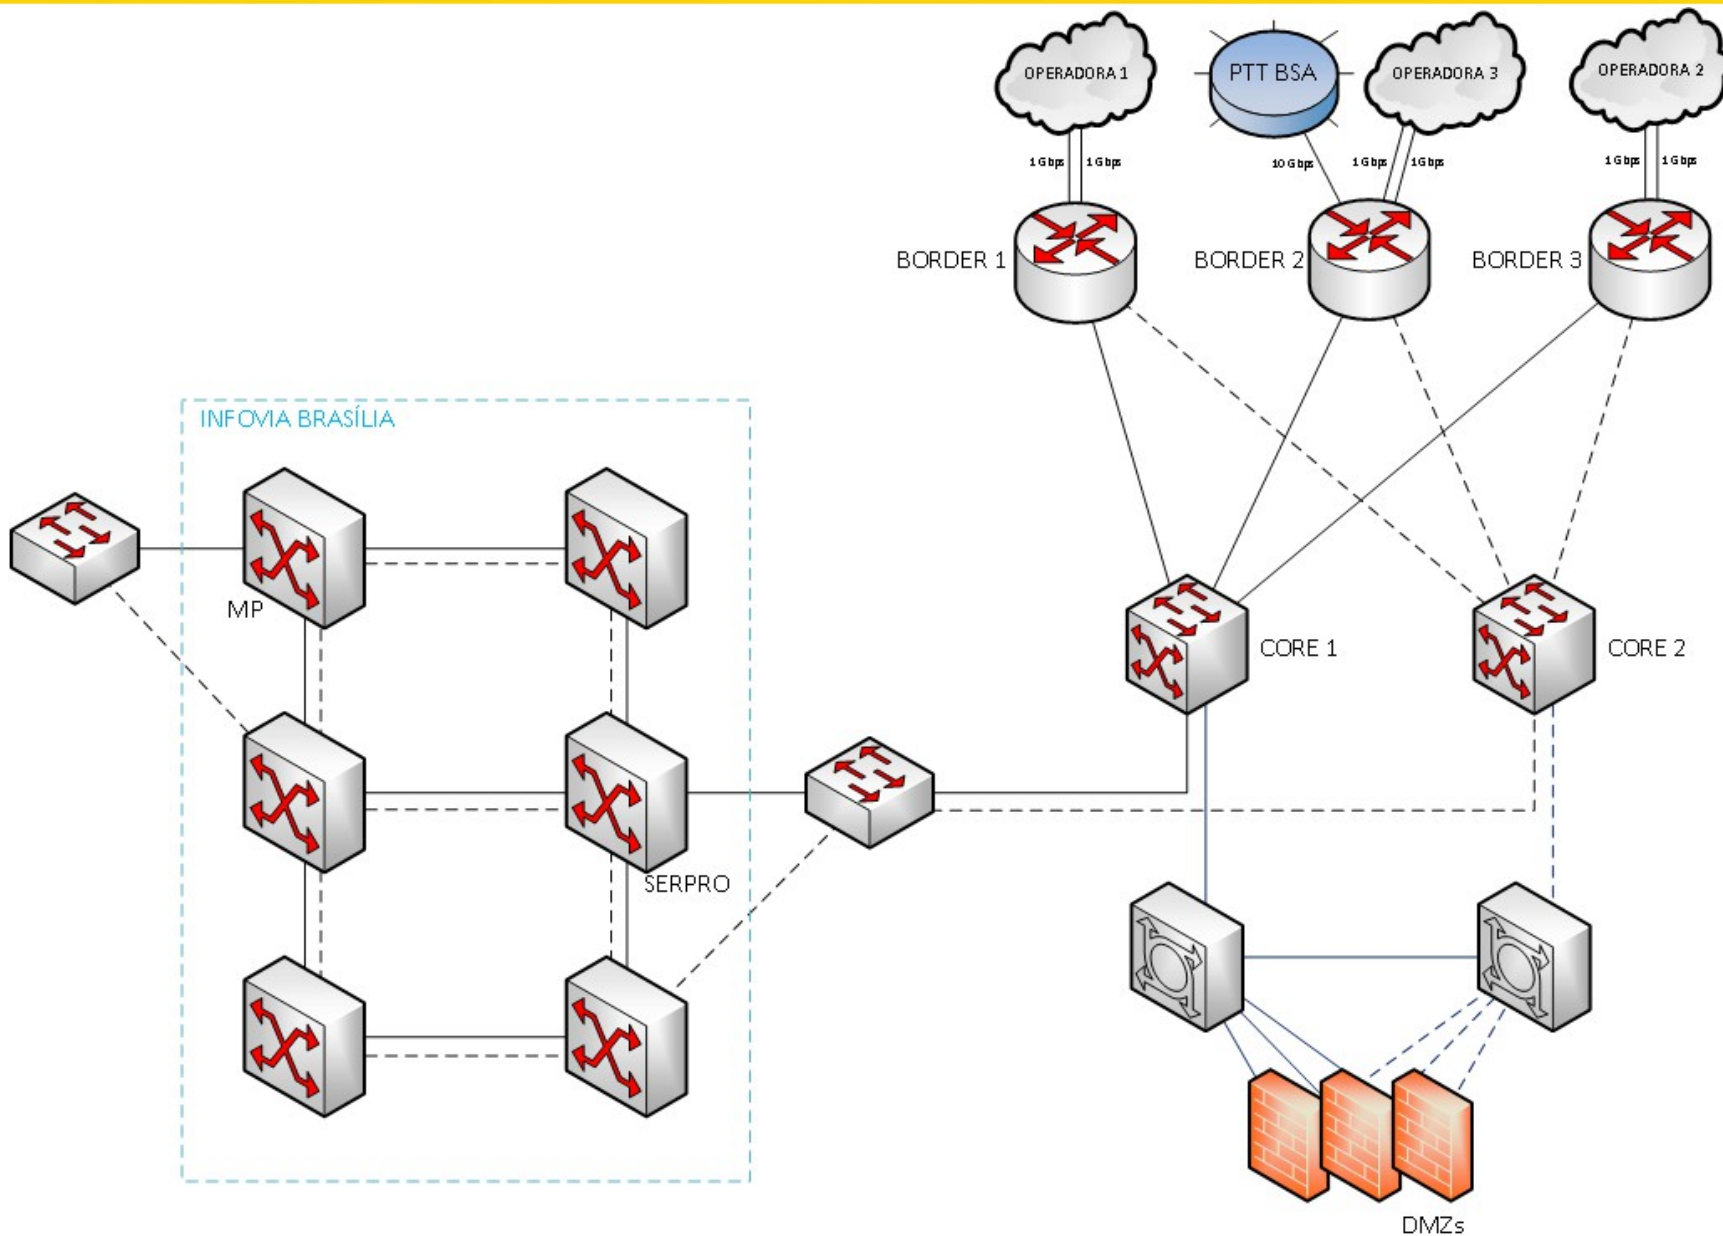 OPERADORA 1
PTT BSA
OPERADORA 3
OPERADORA 2
1 Gbps
1 Gbps
10 Gbps
1 Gbps
1 Gbps
1 Gbps
1 Gbps
BORDER 1
BORDER 2
BORDER 3
INFOVIA BRASÍLIA
MP
CORE 1
CORE 2
SERPRO
DMZs